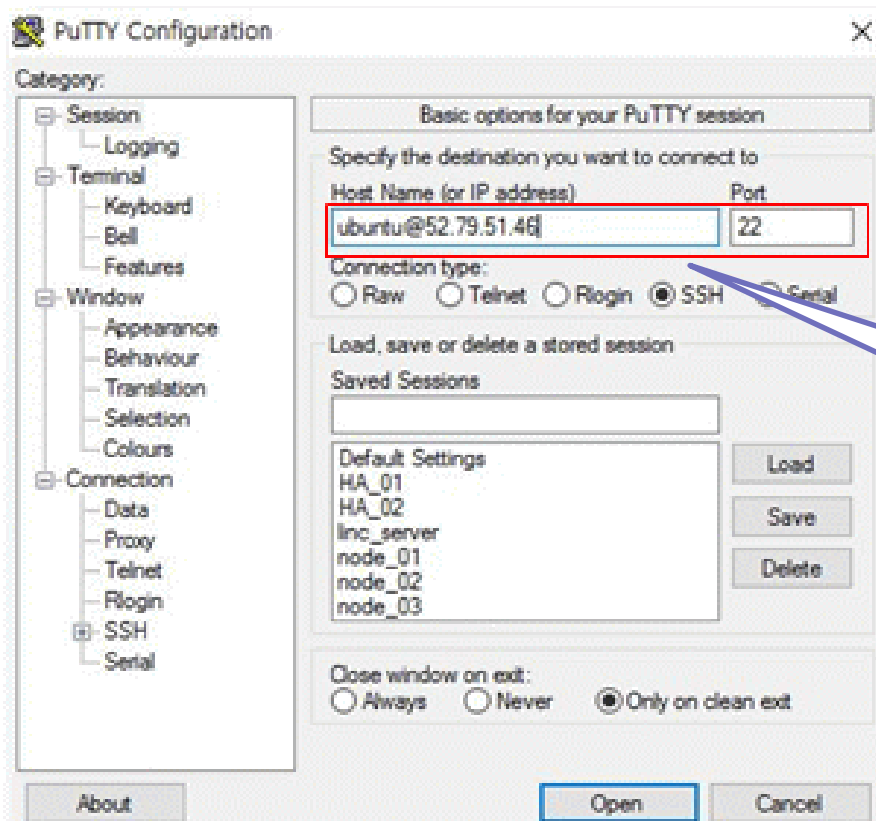 PuTTY Configuration
Category:
Session
Logging
Terminal
Keyboard
Bell
Features
Window
Appearance
Behaviour
Translation
Selection
Colours
Connection
Data
Proxy
Telnet
Rlogin
SSH
Serial
Basic options for your PuTTY session
Specify the destination you want to connect to
Host Name (or IP address) Port
ubuntu@52.79.51.46 22
Connection type:
Raw Telnet Rlogin SSH Serial
Load, save or delete a stored session
Saved Sessions
Default Settings
HA_01
HA_02
linc_server
node_01
node_02
node_03
Load
Save
Delete
Close window on exit:
Always Never Only on clean exit
About Open Cancel